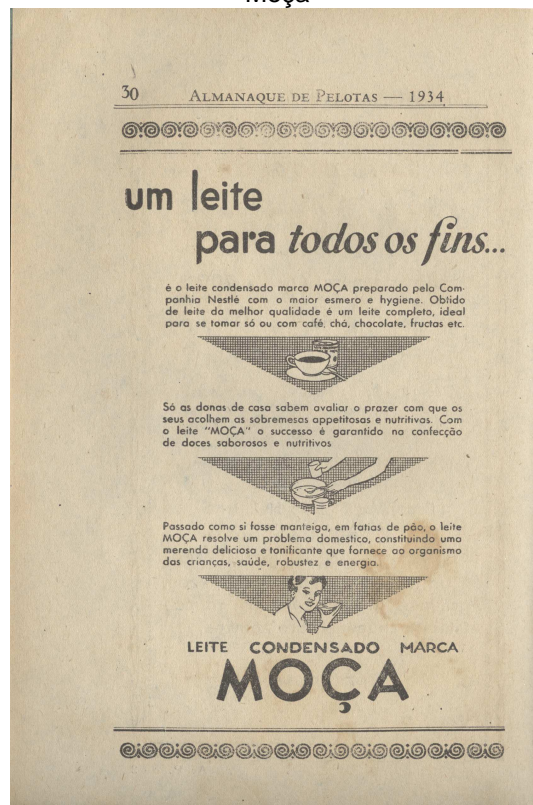 Moça
30 ALMANAQUE DE PELOTAS — 1934
um leite
para todos os fins...
é o leite condensado marca MOÇA preparado pela Com-
panhia Nestlé com o maior esmero e hygiene. Obtido
de leite da melhor qualidade é um leite completo, ideal
para se tomar só ou com café, chá, chocolate, fructas etc.
Só as donas de casa sabem avaliar o prazer com que os
seus acolhem as sobremesas appetitosas e nutritivas. Com
o leite "MOÇA" o successo é garantido na confecção
de doces saborosos e nutritivos
Passado como si fosse manteiga, em fatias de pão, o leite
MOÇA resolve um problema domestico, constituindo uma
merenda deliciosa e tonificante que fornece ao organismo
das crianças, saúde, robustez e energia.
LEITE CONDENSADO MARCA
MOÇA